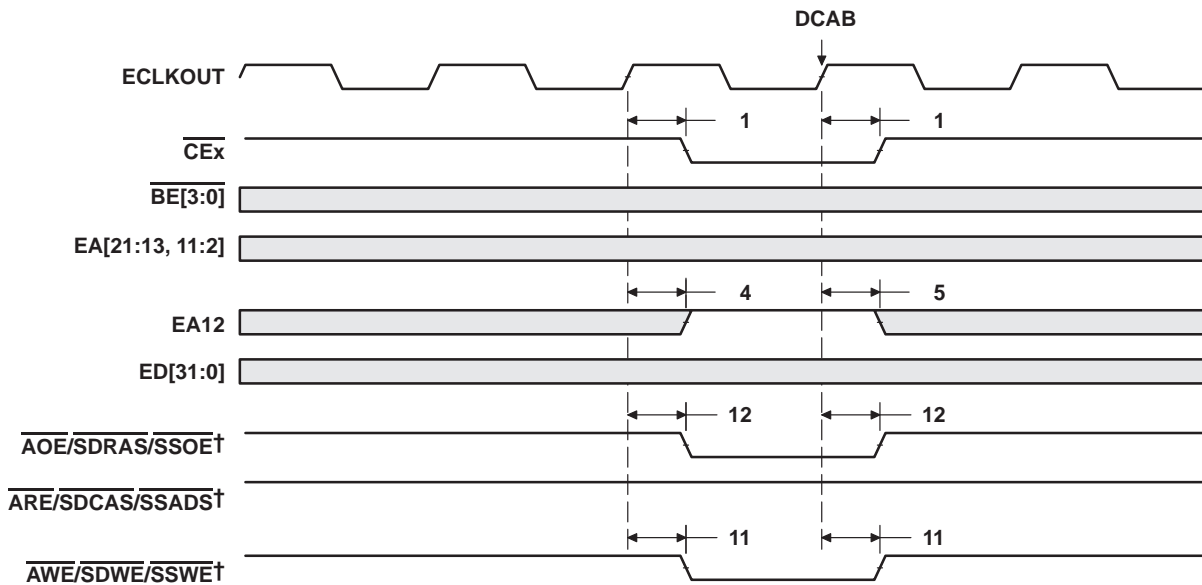 DCAB
ECLKOUT
1 1
CEx
BE[3:0]
EA[21:13, 11:2]
4 5
EA12
ED[31:0]
12 12
AOE/SDRAS/SSOE†
ARE/SDCAS/SSADS†
11 11
AWE/SDWE/SSWE†